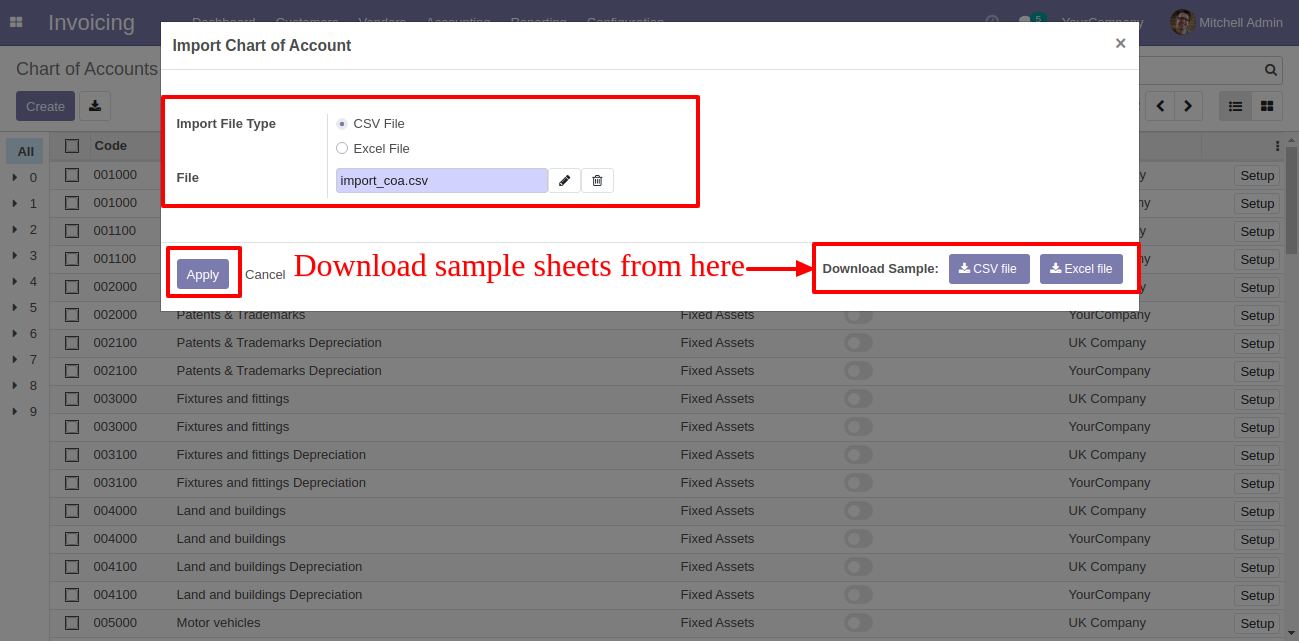 Invoicing Dashboard Customers Vendors Accounting Reporting Configuration 5 YourCompany Mitchell Admin
Import Chart of Account ×
Chart of Accounts
Create
Import File Type CSV File
Excel File
File import_coa.csv
Apply Cancel Download sample sheets from here Download Sample: CSV file Excel file
All Code
0 001000 y Setup
1 001000 ny Setup
2 001100 y Setup
3 001100 ny Setup
4 002000 y Setup
5 002000 Patents & Trademarks Fixed Assets YourCompany Setup
6 002100 Patents & Trademarks Depreciation Fixed Assets UK Company Setup
7 002100 Patents & Trademarks Depreciation Fixed Assets YourCompany Setup
8 003000 Fixtures and fittings Fixed Assets UK Company Setup
9 003000 Fixtures and fittings Fixed Assets YourCompany Setup
003100 Fixtures and fittings Depreciation Fixed Assets UK Company Setup
003100 Fixtures and fittings Depreciation Fixed Assets YourCompany Setup
004000 Land and buildings Fixed Assets UK Company Setup
004000 Land and buildings Fixed Assets YourCompany Setup
004100 Land and buildings Depreciation Fixed Assets UK Company Setup
004100 Land and buildings Depreciation Fixed Assets YourCompany Setup
005000 Motor vehicles Fixed Assets UK Company Setup